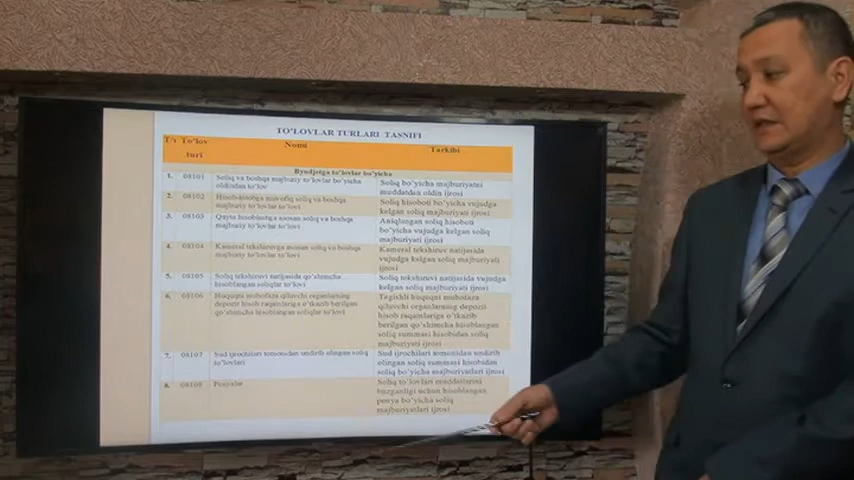 TO'LOVLAR TURLARI TASNIFI
T/r To'lov turi Nomi Tarkibi
Byudjetga to'lovlar bo'yicha
1. 08101 Soliq va boshqa majburiy to'lovlar bo'yicha
oldindan to'lov
Soliq bo'yicha majburiyatni
muddatdan oldin ijrosi
2. 08102 Hisobotga muvofiq soliq va boshqa
majburiy to'lovlar to'lovi
Soliq hisoboti bo'yicha vujudga
kelgan soliq majburiyati ijrosi
3. 08103 Qayta hisobotga asosan soliq va boshqa
majburiy to'lovlar to'lovi
Aniqlangan soliq hisoboti
bo'yicha vujudga kelgan soliq
majburiyati ijrosi
4. 08104 Kameral tekshiruvga asosan soliq va boshqa
majburiy to'lovlar to'lovi
Kameral tekshiruv natijasida
vujudga kelgan soliq majburiyati
ijrosi
5. 08105 Soliq tekshiruvi natijasida qo'shimcha
hisoblangan soliqlar to'lovi
Soliq tekshiruvi natijasida vujudga
kelgan soliq majburiyati ijrosi
6. 08106 Huquqni muhofaza qiluvchi organlarning
depozit hisob raqamlariga o'tkazib berilgan
qo'shimcha hisoblangan soliqlar to'lovi
Tegishli huquqni muhofaza
qiluvchi organlarning depozit
hisob raqamlariga o'tkazib
berilgan qo'shimcha hisoblangan
soliq summasi hisobidan soliq
majburiyati ijrosi
7. 08107 Sud ijrochilari tomonidan undirib olingan soliq
to'lovlari
Sud ijrochilari tomonidan undirib
olingan soliq summasi hisobidan
soliq bo'yicha majburiyatlari ijrosi
8. 08108 Penyalar
Soliq to'lovlari muddatlarini
buzganligi uchun hisoblangan
penya bo'yicha soliq
majburiyatlari ijrosi